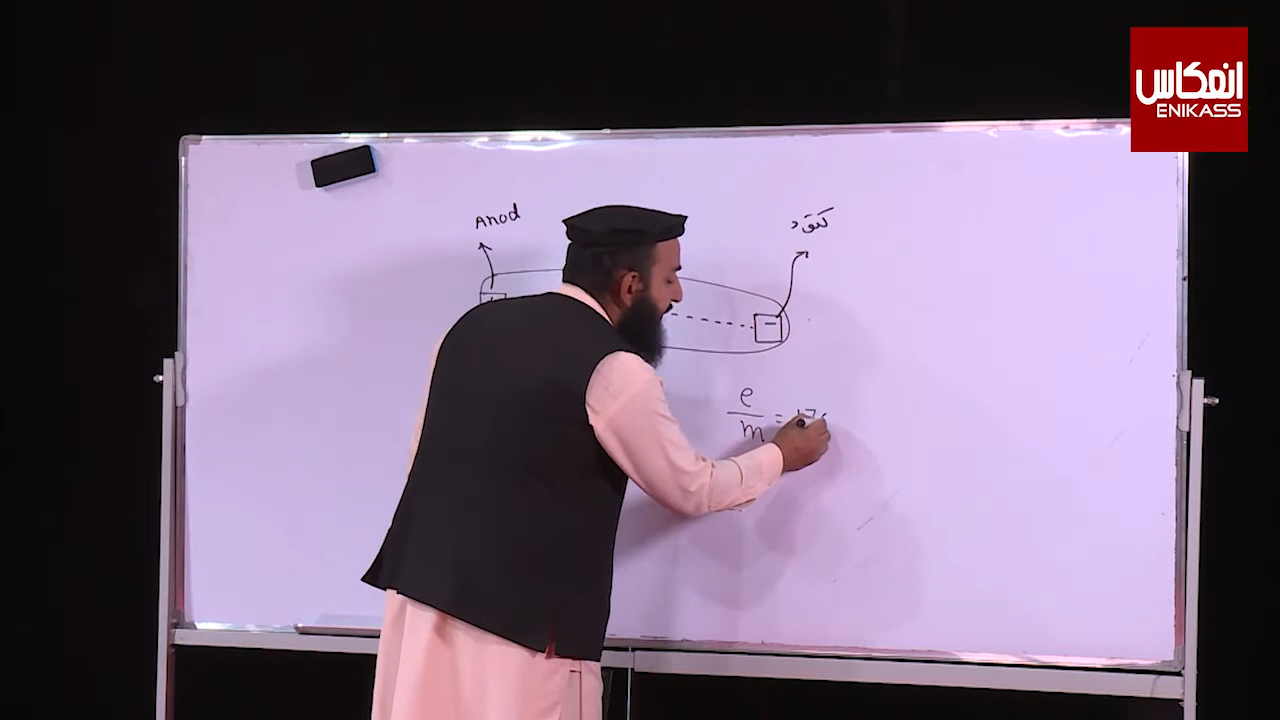 انعکاس
ENIKASS
Anod
کتود
e
m =